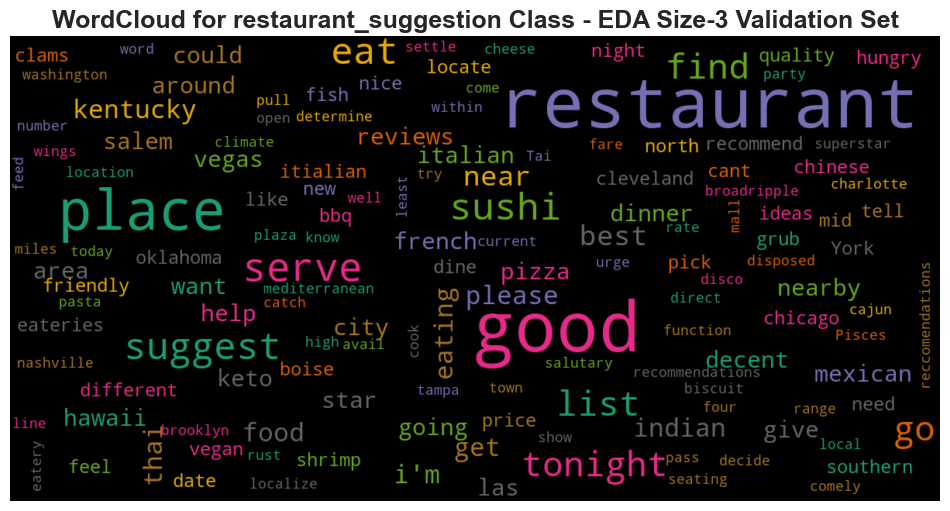 WordCloud for restaurant_suggestion Class - EDA Size-3 Validation Set
clams word could eat settle cheese night find quality hungry
washington around nice locate come party
kentucky pull fish within restaurant
number open determine
salem climate reviews fare north recommend superstar
wings vegas itialian italian Tai cant chinese
feed location new try near cleveland broadripple charlotte
place like bbq well least sushi dinner mall ideas mid tell
plaza know french current best rate grub York
miles today oklahoma serve dine urge pick disposed
area friendly want mediterranean pizza disco nearby
pasta help catch please direct cajun
eateries city cook eating good function chicago Pisces reccomendations
suggest high avail salutary decent
nashville keto boise tampa town recommendations mexican
different star biscuit
line hawaii list four range need
brooklyn food going price indian give go
eatery thai vegan get show local
feel rust shrimp i'm tonight pass decide southern
date localize las seating comely